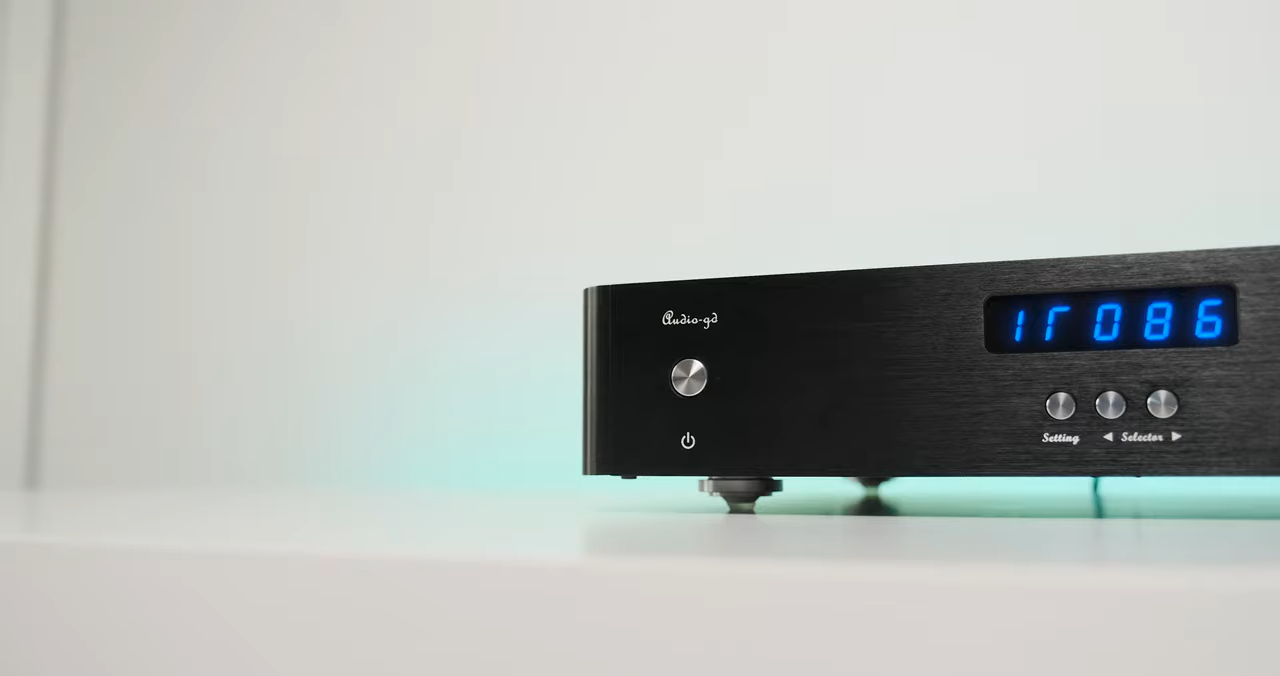 Audio-gd
1r086
Setting
◀ Selector ▶